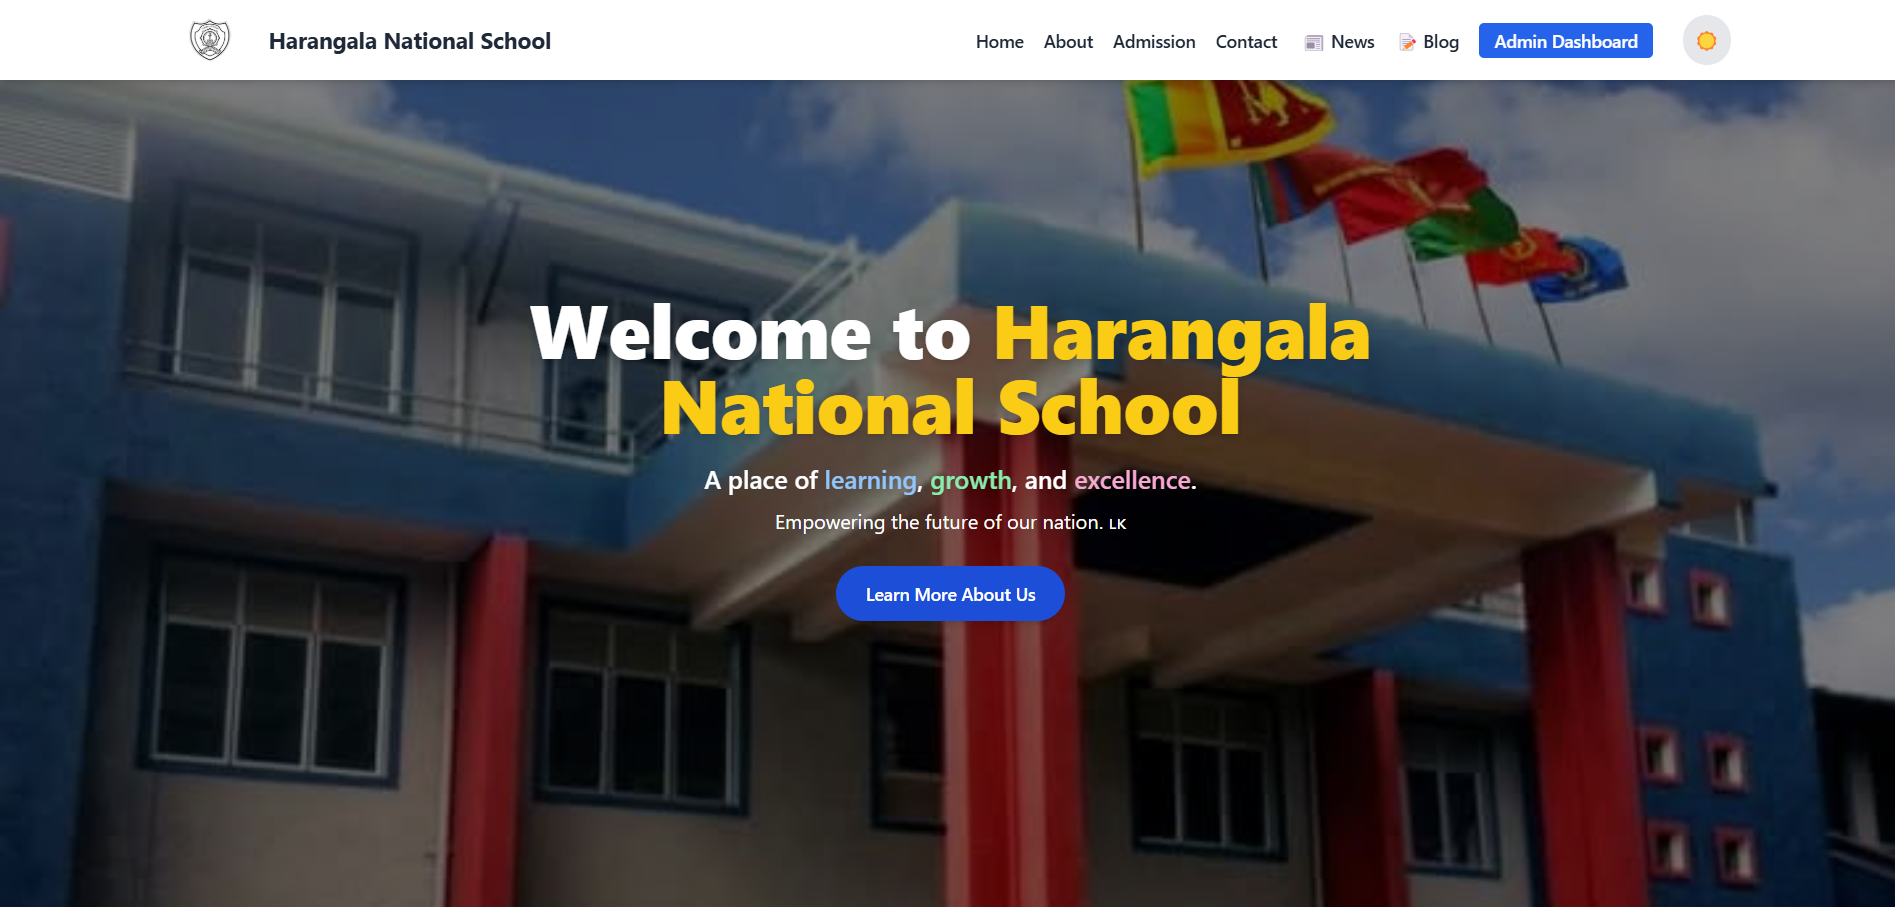 Harangala National School
Home About Admission Contact 📰 News 📝 Blog Admin Dashboard
Welcome to Harangala
National School
A place of learning, growth, and excellence.
Empowering the future of our nation. LK
Learn More About Us